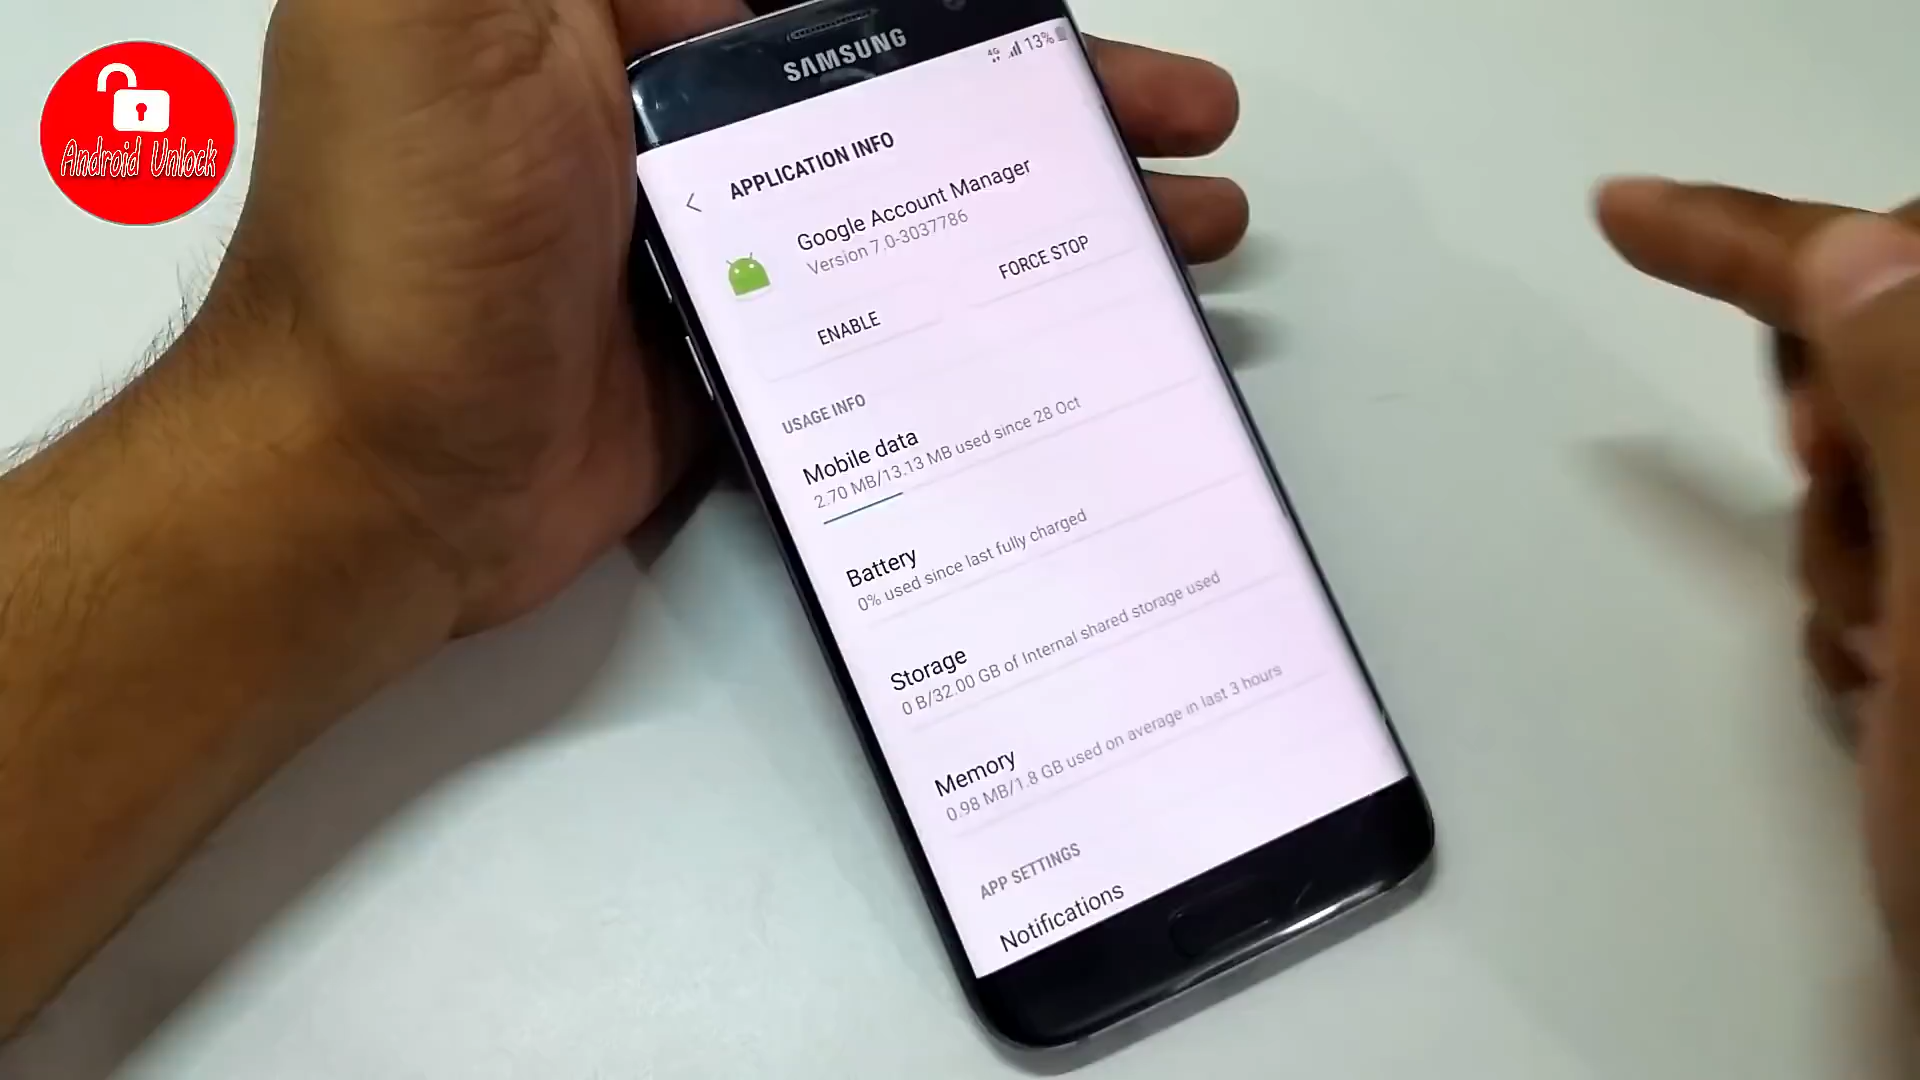 Android Unlock
SAMSUNG
4G 13%
APPLICATION INFO
Google Account Manager
Version 7.0-3037786
ENABLE
FORCE STOP
USAGE INFO
Mobile data
2.70 MB/13.13 MB used since 28 Oct
Battery
0% used since last fully charged
Storage
0 B/32.00 GB of Internal shared storage used
Memory
0.98 MB/1.8 GB used on average in last 3 hours
APP SETTINGS
Notifications